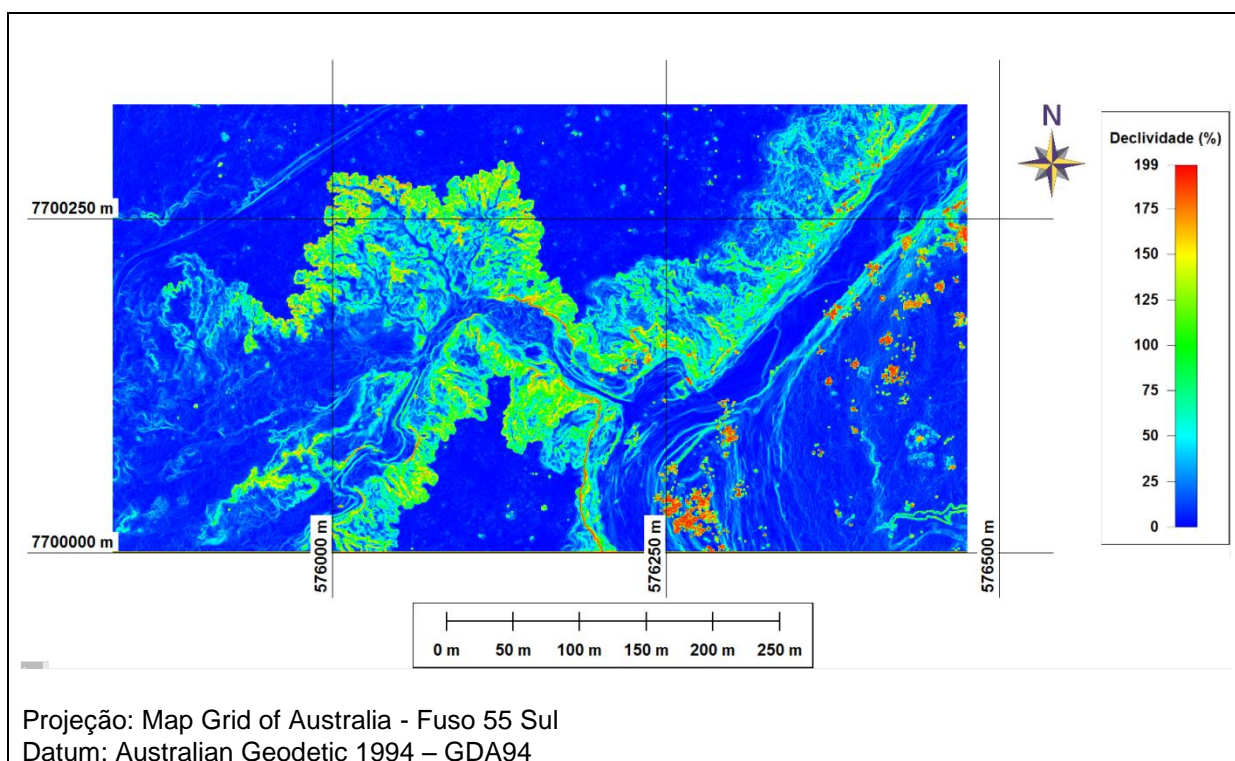 N
Declividade (%)
199
175
150
125
100
75
50
25
0
7700250 m
7700000 m
576000 m
576250 m
576500 m
0 m 50 m 100 m 150 m 200 m 250 m
Projeção: Map Grid of Australia - Fuso 55 Sul
Datum: Australian Geodetic 1994 – GDA94